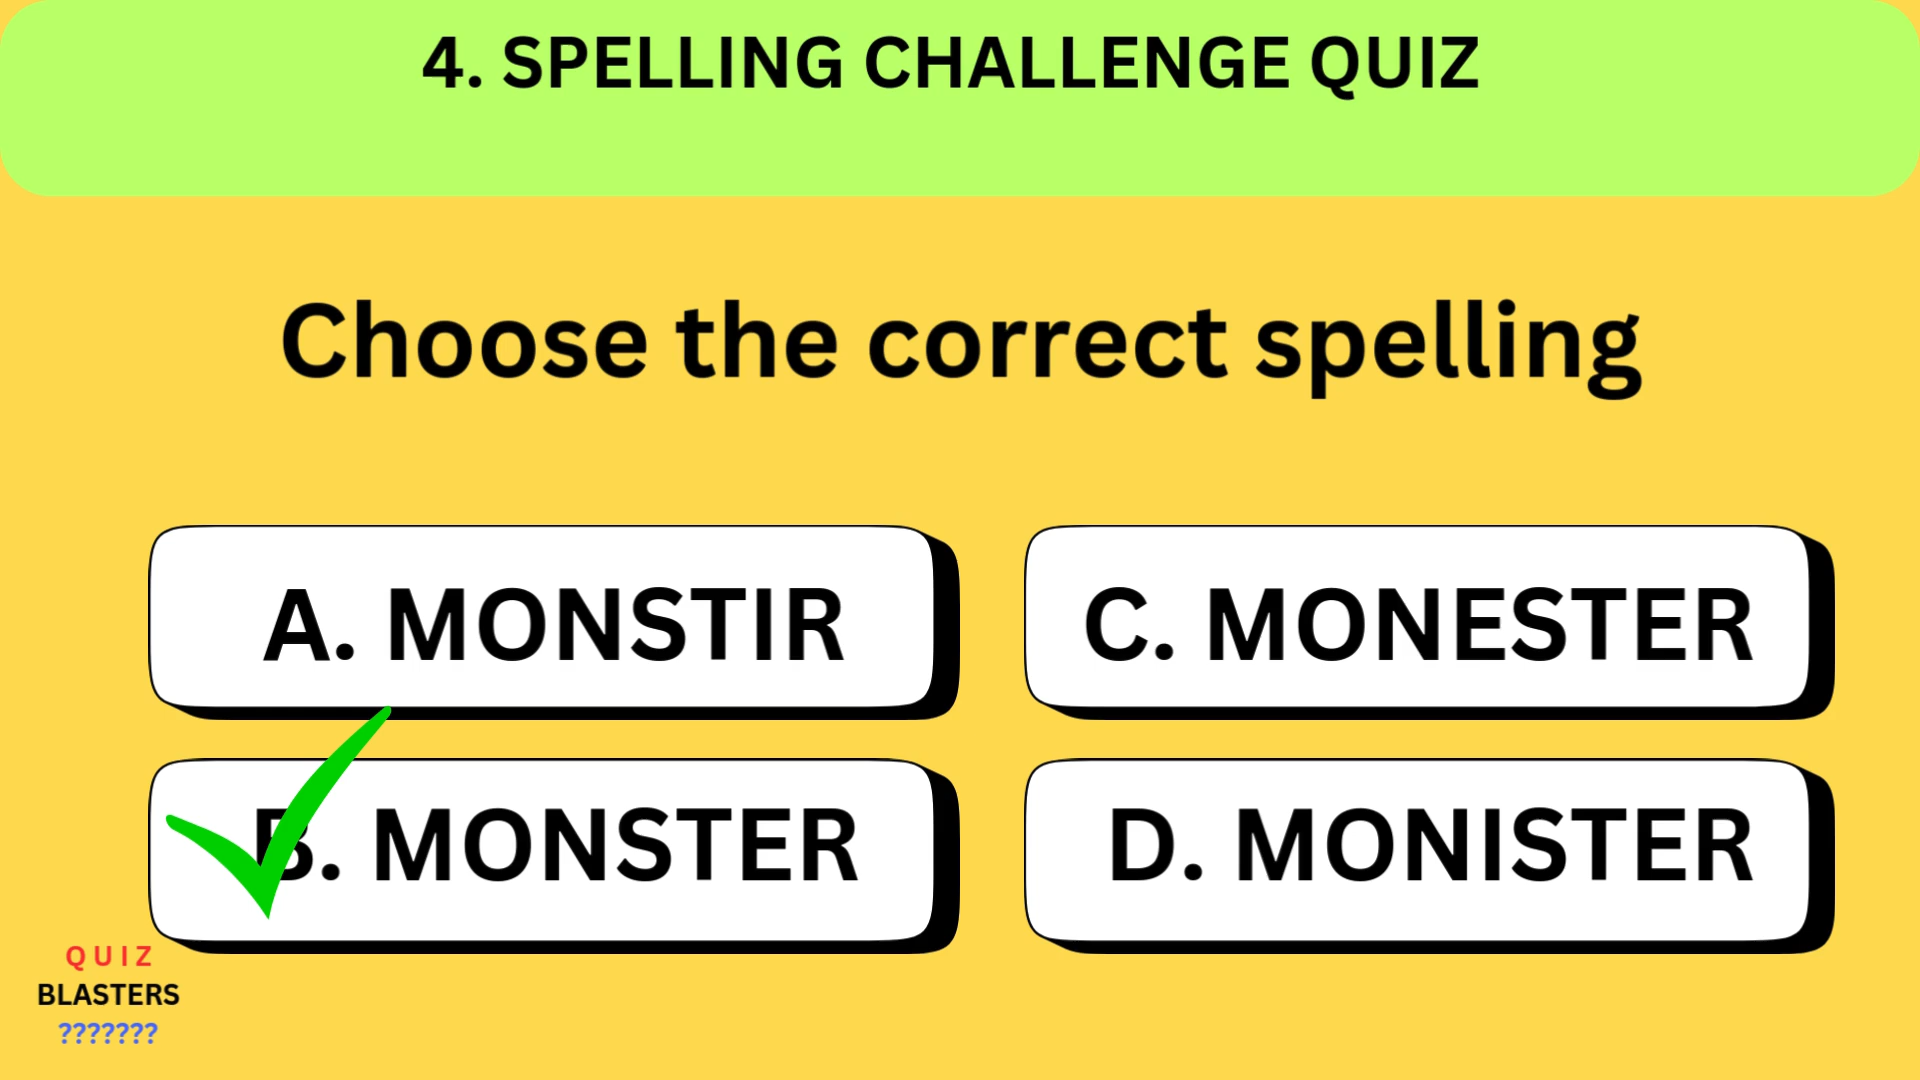 4. SPELLING CHALLENGE QUIZ
Choose the correct spelling
A. MONSTIR
C. MONESTER
B. MONSTER
D. MONISTER
QUIZ
BLASTERS
???????